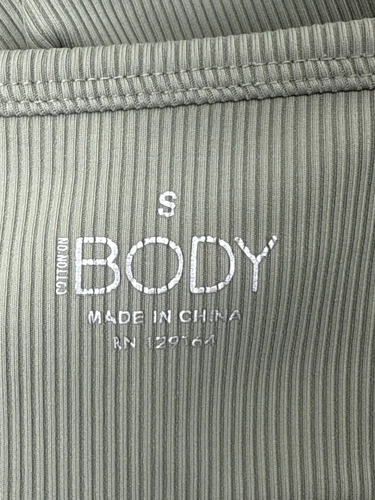 S
COTTON ON
BODY
MADE IN CHINA
RN 129164